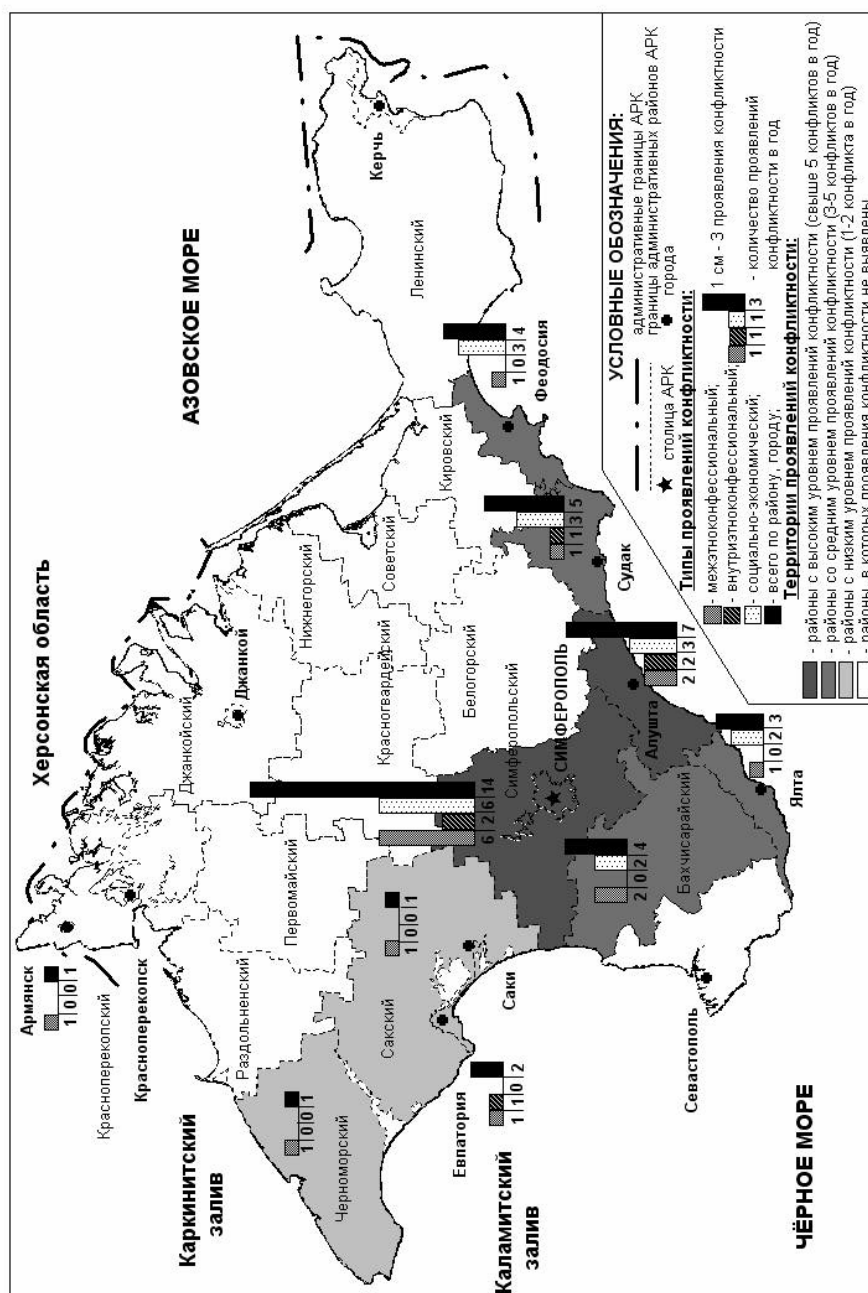 Херсонская область
АЗОВСКОЕ МОРЕ
Армянск
1|0|0|1
Красноперекопский
Красноперекопск
Каркинитский
залив
Раздольненский
Джанкойский
Джанкой
Первомайский
Нижнегорский
Красногвардейский
Советский
Кировский
Ленинский
Керчь
Черноморский
1|0|0|1
Сакский
1|0|0|1
Евпатория
1|1|0|2
Саки
Каламитский
залив
6|2|6|14
Симферопольский
СИМФЕРОПОЛЬ
Белогорский
Феодосия
1|0|3|4
Судак
1|1|3|5
Алушта
2|2|3|7
Бахчисарайский
2|0|2|4
Ялта
1|0|2|3
Севастополь
ЧЁРНОЕ МОРЕ
УСЛОВНЫЕ ОБОЗНАЧЕНИЯ:
административные границы АРК
границы административных районов АРК
столица АРК
города
Типы проявлений конфликтности:
- межэтноконфессиональный;
- внутриэтноконфессиональный;
- социально-экономический;
- всего по району, городу;
1 см - 3 проявления конфликтности
1|1|1|3
- количество проявлений
конфликтности в год
Территории проявлений конфликтности:
- районы с высоким уровнем проявлений конфликтности (свыше 5 конфликтов в год)
- районы со средним уровнем проявлений конфликтности (3-5 конфликтов в год)
- районы с низким уровнем проявлений конфликтности (1-2 конфликта в год)
- районы, в которых проявления конфликтности не выявлены